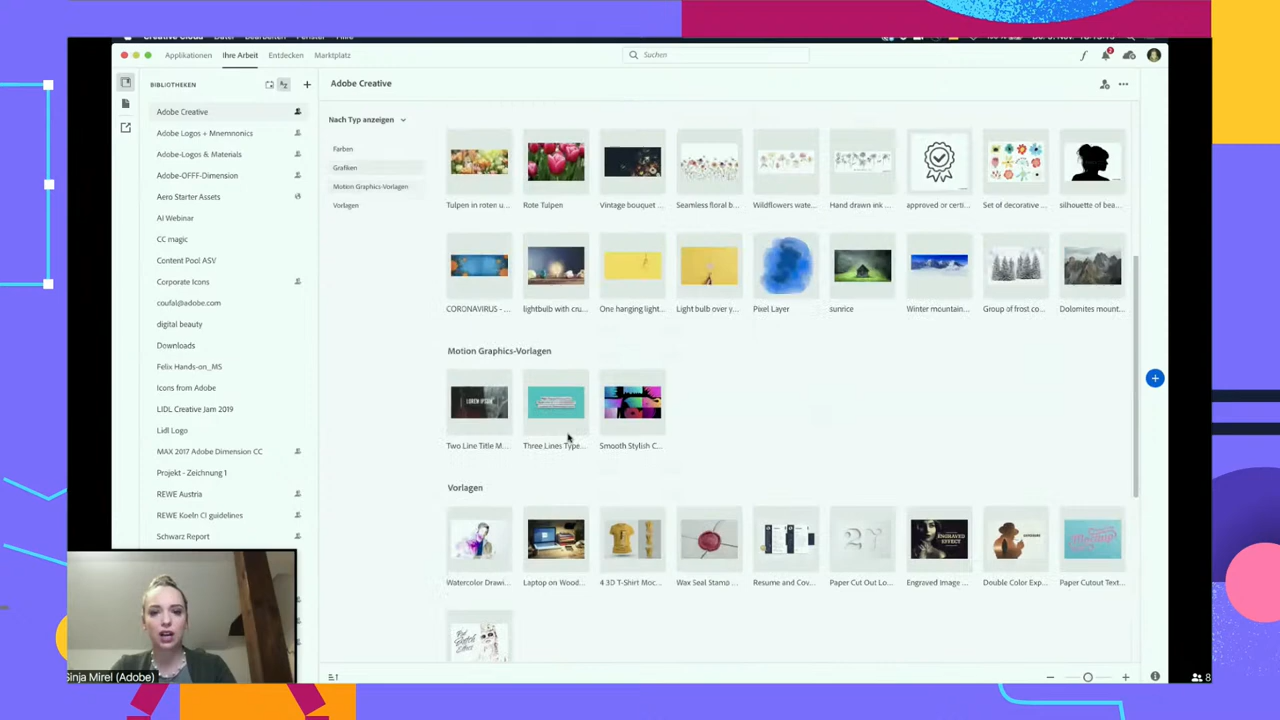 Applikationen Ihre Arbeit Entdecken Marktplatz
Suchen
2
BIBLIOTHEKEN
Adobe Creative
Adobe Logos + Mnemnonics
Adobe-Logos & Materials
Adobe-OFFF-Dimension
Aero Starter Assets
AI Webinar
CC magic
Content Pool ASV
Corporate Icons
coufal@adobe.com
digital beauty
Downloads
Felix Hands-on_MS
Icons from Adobe
LIDL Creative Jam 2019
Lidl Logo
MAX 2017 Adobe Dimension CC
Projekt - Zeichnung 1
REWE Austria
REWE Koeln CI guidelines
Schwarz Report
Adobe Creative
Nach Typ anzeigen
Farben
Grafiken
Motion Graphics-Vorlagen
Vorlagen
Tulpen in roten u... Rote Tulpen Vintage bouquet ... Seamless floral b... Wildflowers wate... Hand drawn ink ... approved or certi... Set of decorative ... silhouette of bea...
CORONAVIRUS - ... lightbulb with cru... One hanging light... Light bulb over y... Pixel Layer sunrice Winter mountain... Group of frost co... Dolomites mount...
Motion Graphics-Vorlagen
LOREM IPSUM
Two Line Title M... Three Lines Type... Smooth Stylish C...
Vorlagen
Watercolor Drawi... Laptop on Wood... 4 3D T-Shirt Moc... Wax Seal Stamp ... Resume and Cov... Paper Cut Out Lo... Engraved Image ... Double Color Exp... Paper Cutout Text...
Sinja Mirel (Adobe)
8